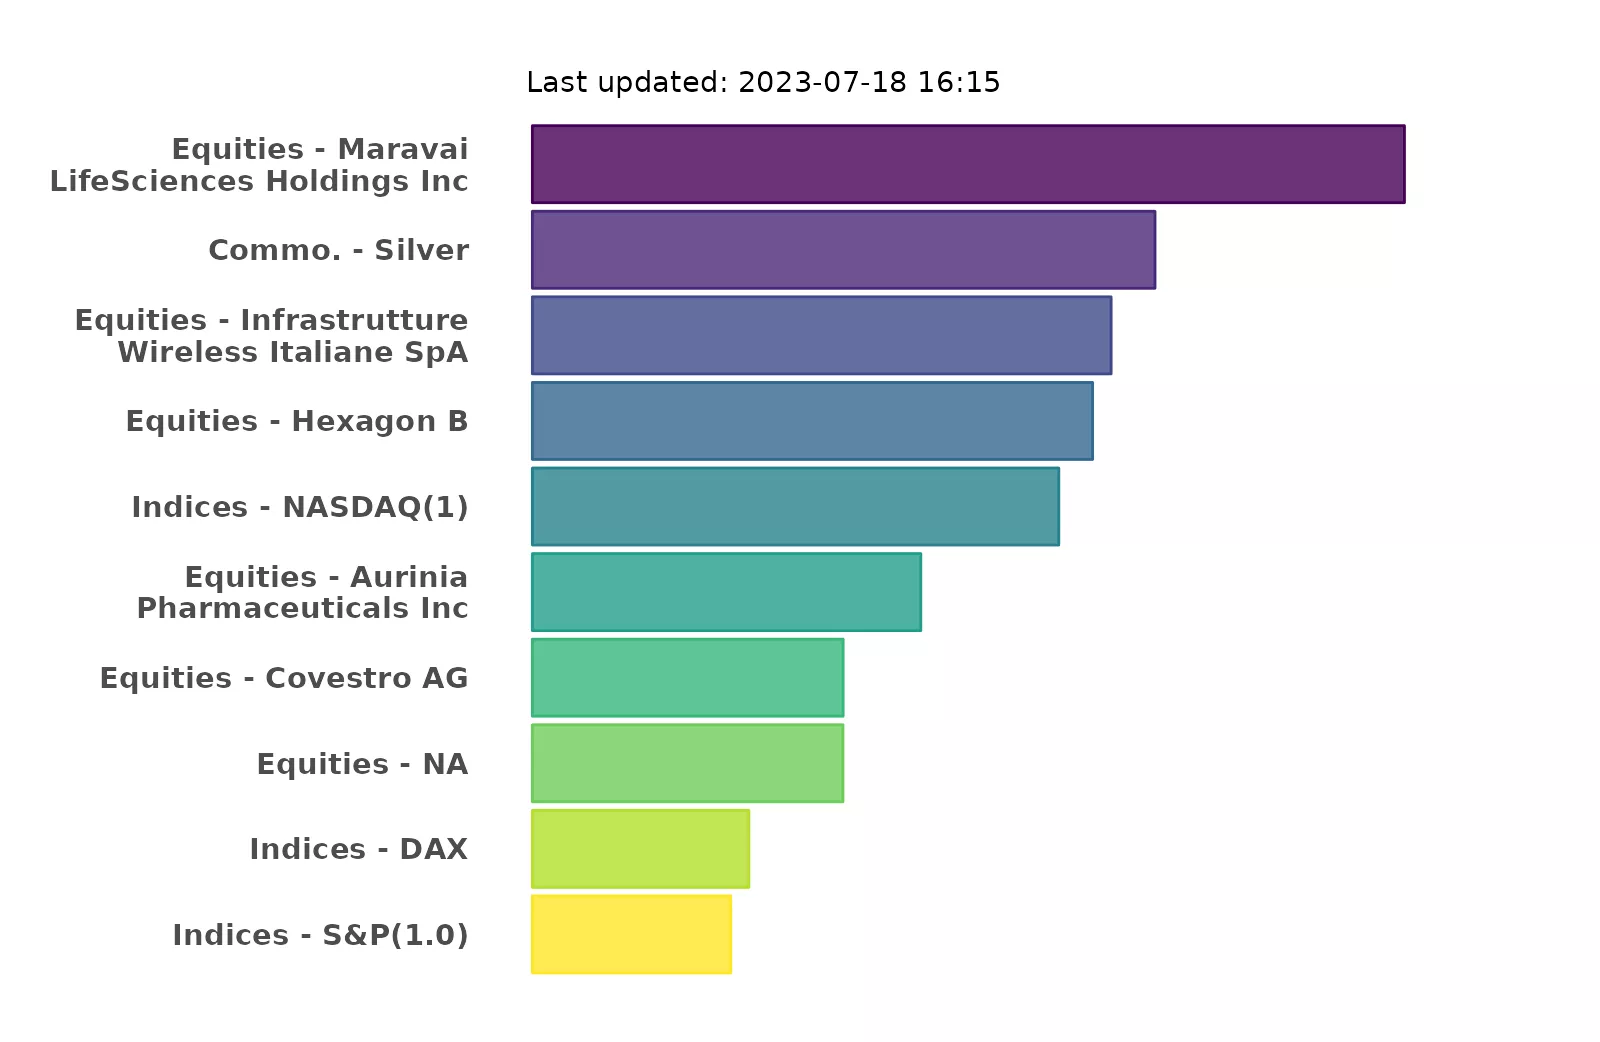 Last updated: 2023-07-18 16:15
Equities - Maravai
LifeSciences Holdings Inc
Commo. - Silver
Equities - Infrastrutture
Wireless Italiane SpA
Equities - Hexagon B
Indices - NASDAQ(1)
Equities - Aurinia
Pharmaceuticals Inc
Equities - Covestro AG
Equities - NA
Indices - DAX
Indices - S&P(1.0)